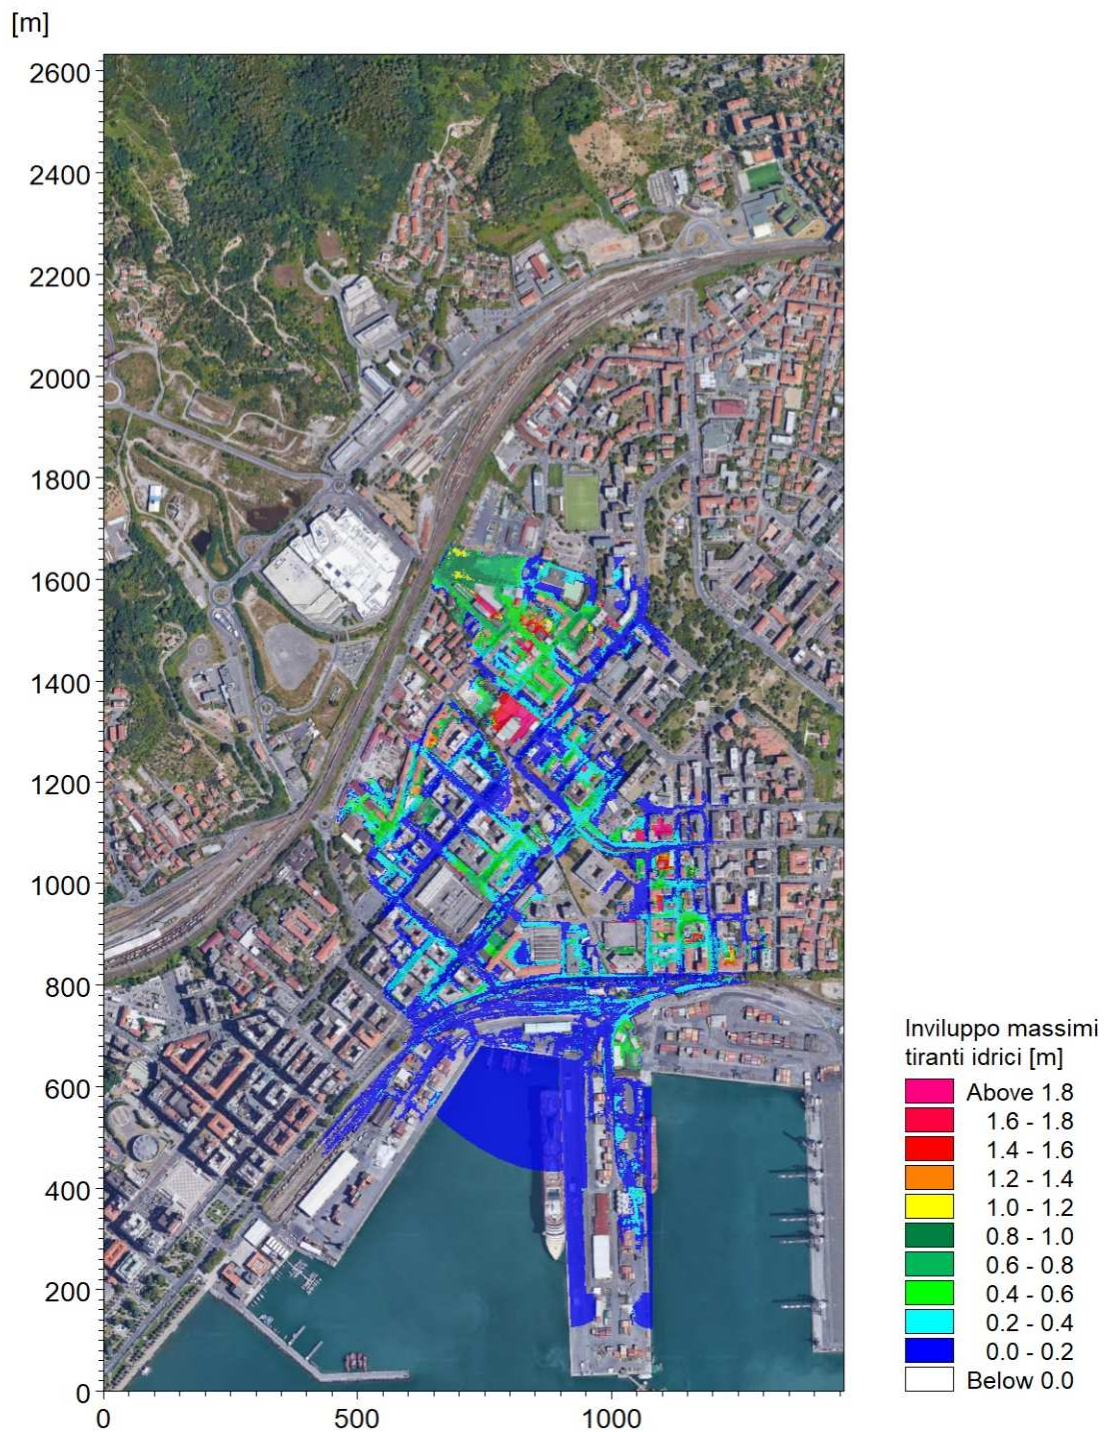 [m]
2600
2400
2200
2000
1800
1600
1400
1200
1000
800
600
400
200
0
0 500 1000
Inviluppo massimi
tiranti idrici [m]
Above 1.8
1.6 - 1.8
1.4 - 1.6
1.2 - 1.4
1.0 - 1.2
0.8 - 1.0
0.6 - 0.8
0.4 - 0.6
0.2 - 0.4
0.0 - 0.2
Below 0.0